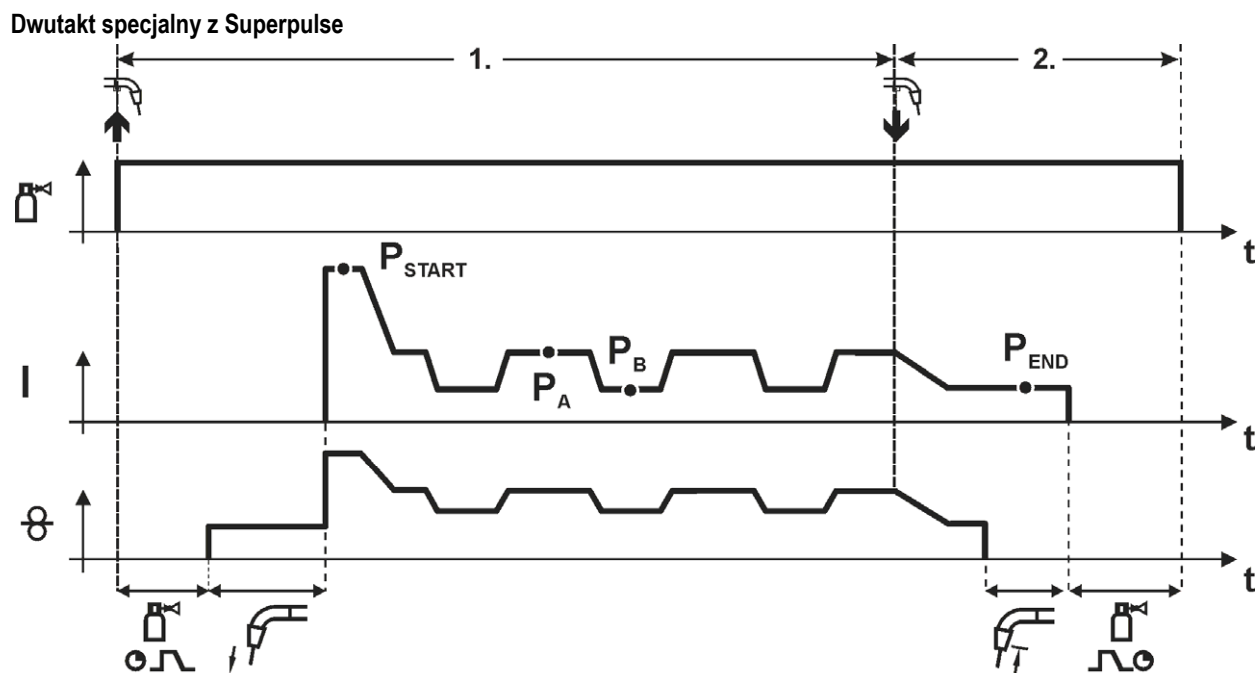 Dwutakt specjalny z Superpulse
1.
2.
t
P START
P A
P B
P END
I
t
t